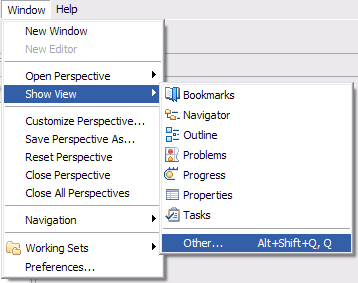 Window Help
New Window
New Editor
Open Perspective
Show View
Customize Perspective...
Save Perspective As...
Reset Perspective
Close Perspective
Close All Perspectives
Navigation
Working Sets
Preferences...
Bookmarks
Navigator
Outline
Problems
Progress
Properties
Tasks
Other... Alt+Shift+Q, Q